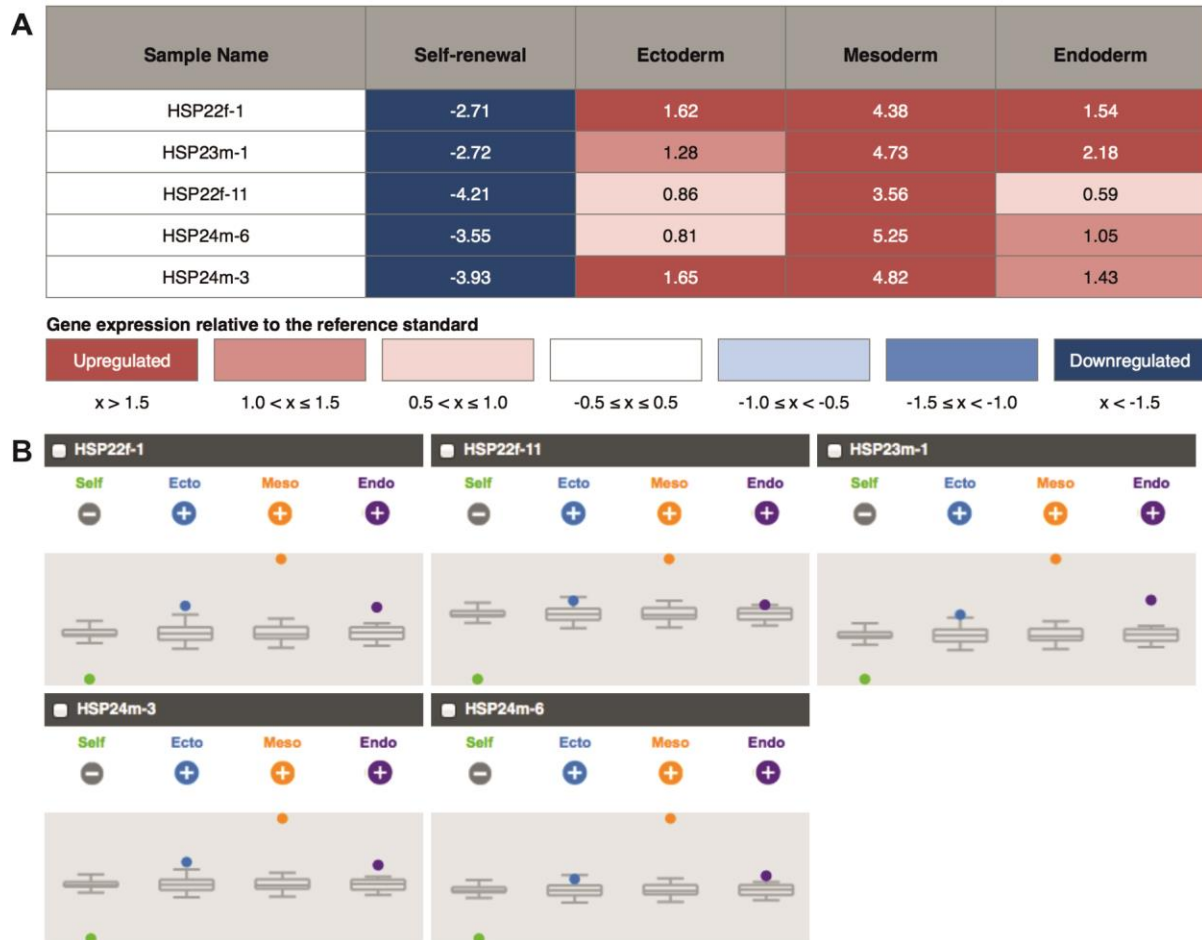 A
Sample Name Self-renewal Ectoderm Mesoderm Endoderm
HSP22f-1 -2.71 1.62 4.38 1.54
HSP23m-1 -2.72 1.28 4.73 2.18
HSP22f-11 -4.21 0.86 3.56 0.59
HSP24m-6 -3.55 0.81 5.25 1.05
HSP24m-3 -3.93 1.65 4.82 1.43
Gene expression relative to the reference standard
Upregulated Downregulated
x > 1.5 1.0 < x ≤ 1.5 0.5 < x ≤ 1.0 -0.5 ≤ x ≤ 0.5 -1.0 ≤ x < -0.5 -1.5 ≤ x < -1.0 x < -1.5
B
HSP22f-1 HSP22f-11 HSP23m-1
Self Ecto Meso Endo Self Ecto Meso Endo Self Ecto Meso Endo
− + + + − + + + − + + +
HSP24m-3 HSP24m-6
Self Ecto Meso Endo Self Ecto Meso Endo
− + + + − + + +